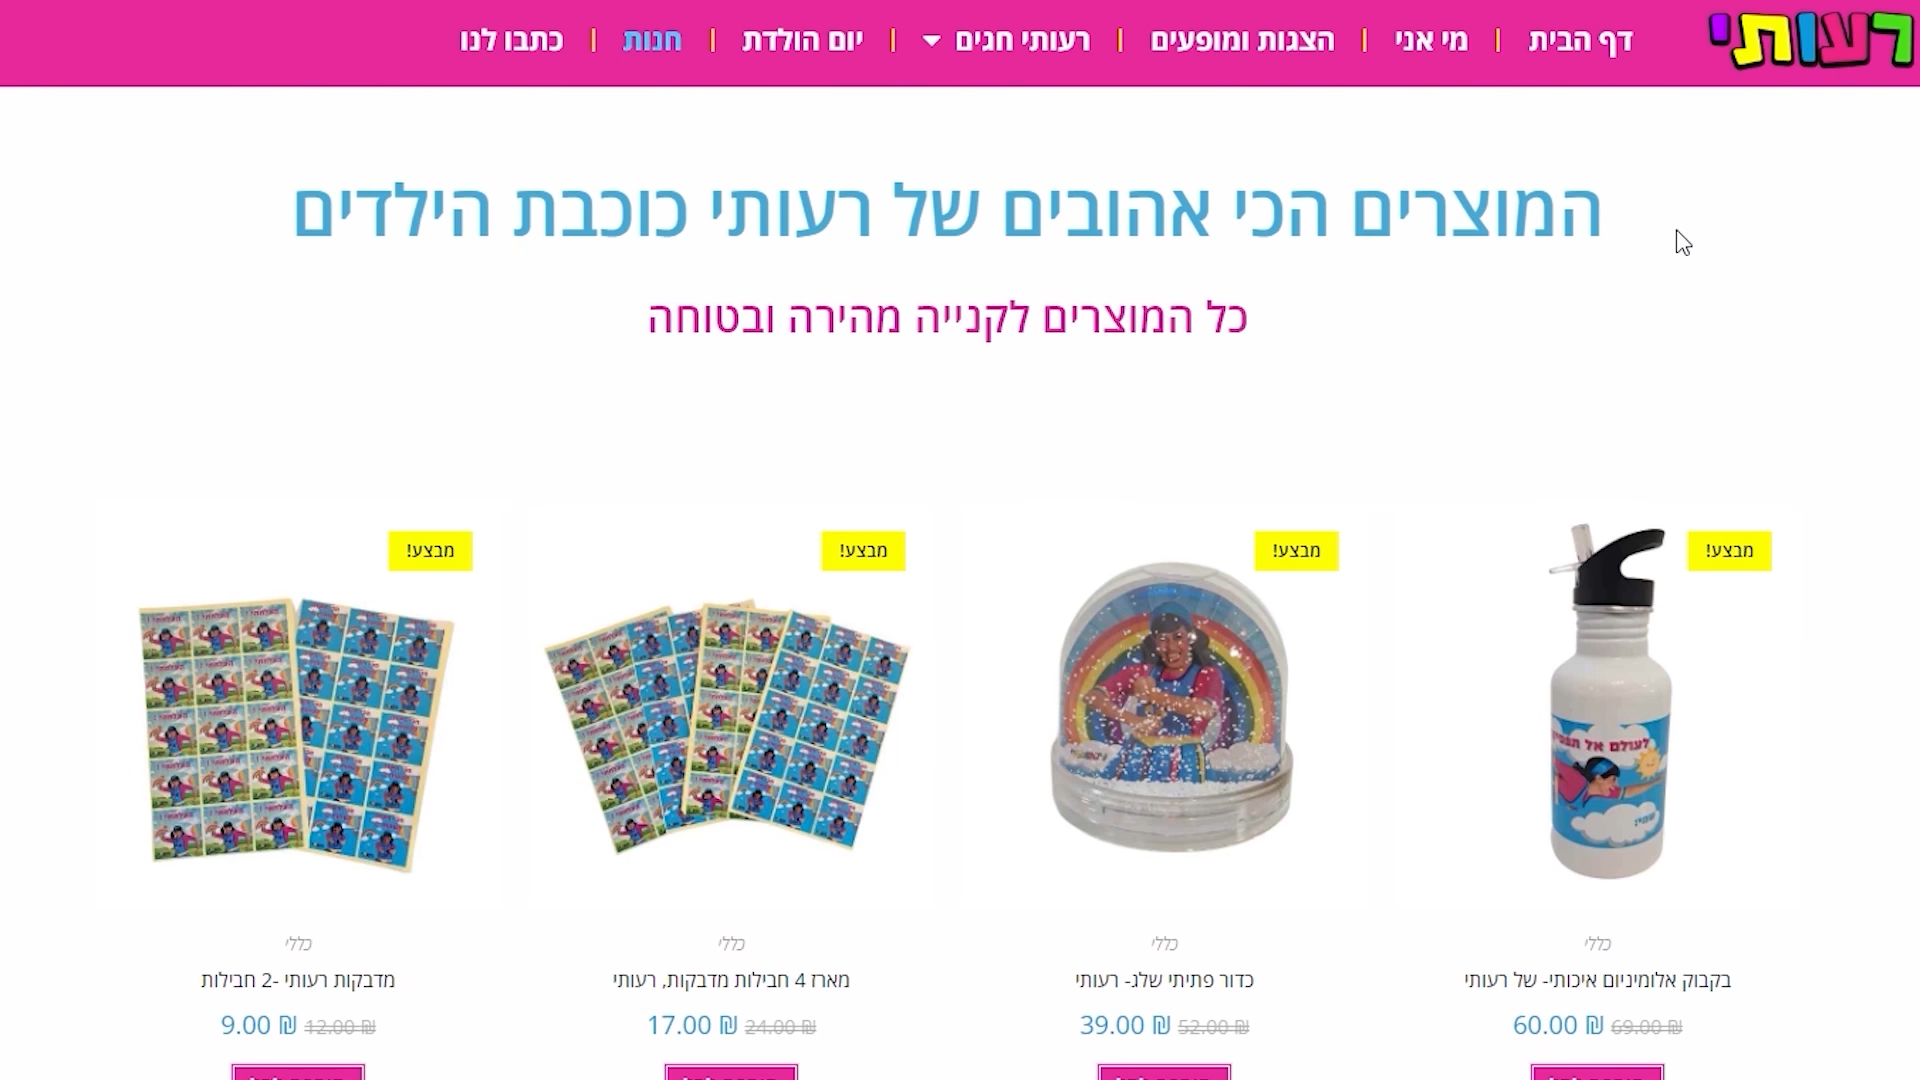 רעותי
דף הבית
מי אני
הצגות ומופעים
רעותי חגים
יום הולדת
חנות
כתבו לנו
המוצרים הכי אהובים של רעותי כוכבת הילדים
כל המוצרים לקנייה מהירה ובטוחה
מבצע!
מבצע!
מבצע!
מבצע!
לעולם אל
כללי
בקבוק אלומיניום איכותי- של רעותי
69.00 ₪ 60.00 ₪
כללי
כדור פתיתי שלג- רעותי
52.00 ₪ 39.00 ₪
כללי
מארז 4 חבילות מדבקות, רעותי
24.00 ₪ 17.00 ₪
כללי
מדבקות רעותי -2 חבילות
12.00 ₪ 9.00 ₪